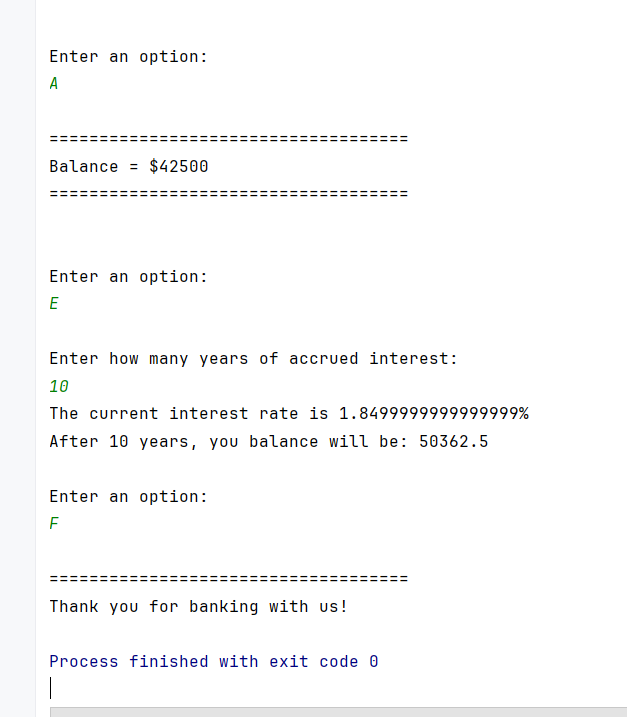 Enter an option:
A
====================================
Balance = $42500
====================================
Enter an option:
E
Enter how many years of accrued interest:
10
The current interest rate is 1.8499999999999999%
After 10 years, you balance will be: 50362.5
Enter an option:
F
====================================
Thank you for banking with us!
Process finished with exit code 0